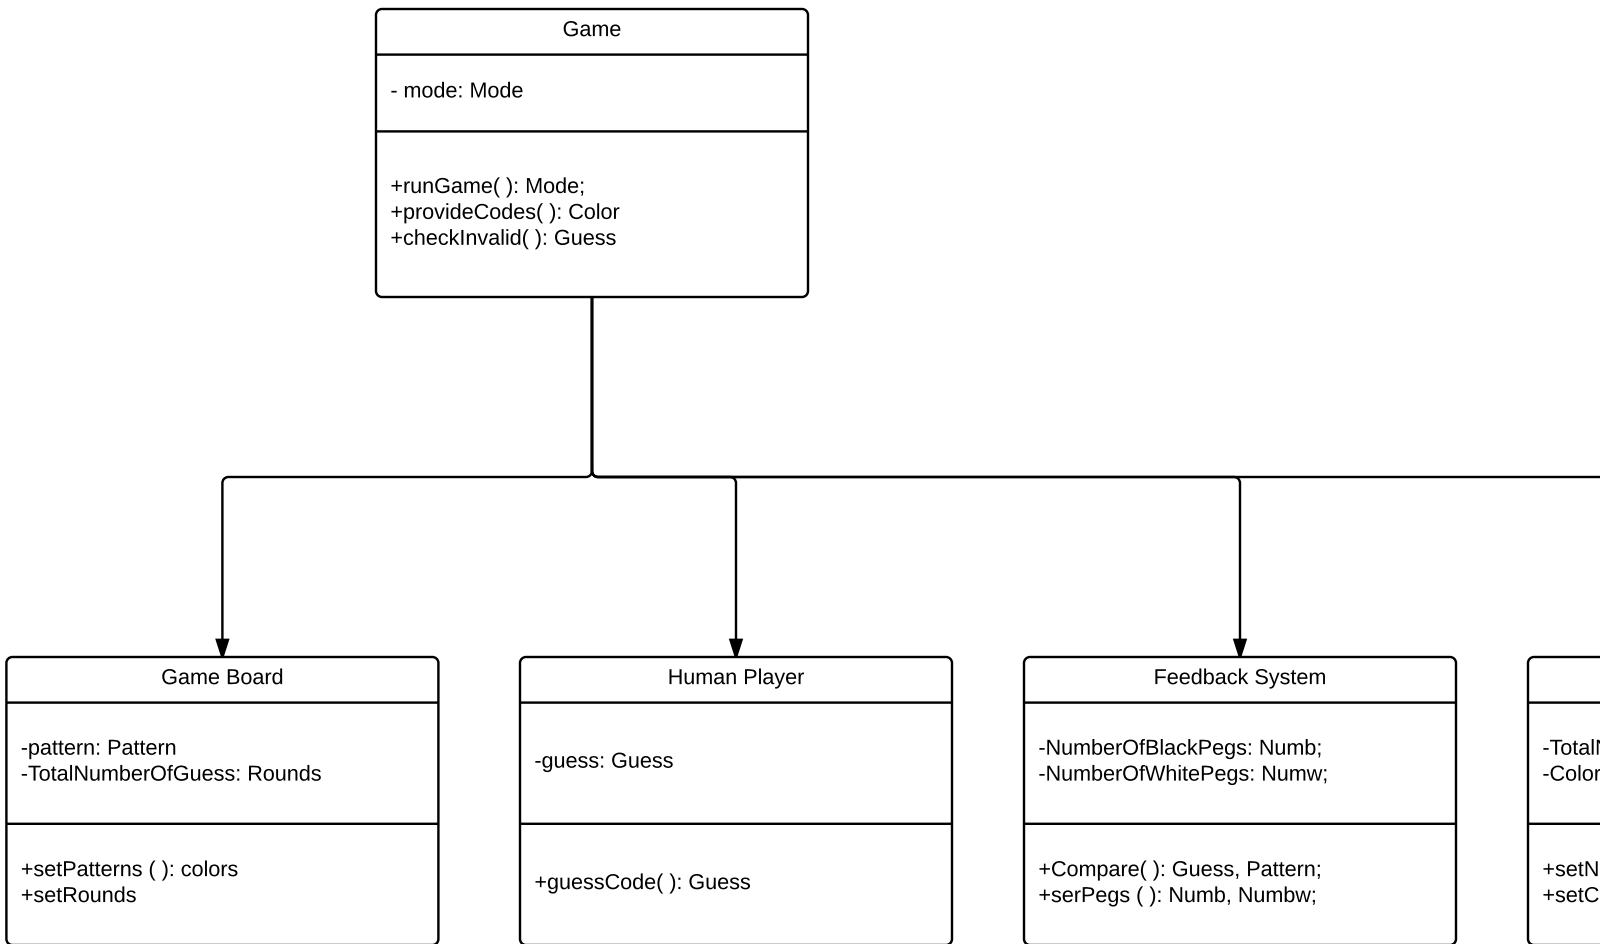 Game
- mode: Mode
+runGame( ): Mode;
+provideCodes( ): Color
+checkInvalid( ): Guess
Game Board
-pattern: Pattern
-TotalNumberOfGuess: Rounds
+setPatterns ( ): colors
+setRounds
Human Player
-guess: Guess
+guessCode( ): Guess
Feedback System
-NumberOfBlackPegs: Numb;
-NumberOfWhitePegs: Numw;
+Compare( ): Guess, Pattern;
+serPegs ( ): Numb, Numbw;